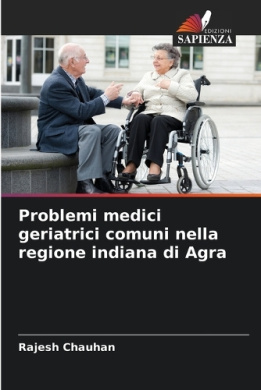 EDIZIONI
SAPIENZA
Problemi medici
geriatrici comuni nella
regione indiana di Agra
Rajesh Chauhan